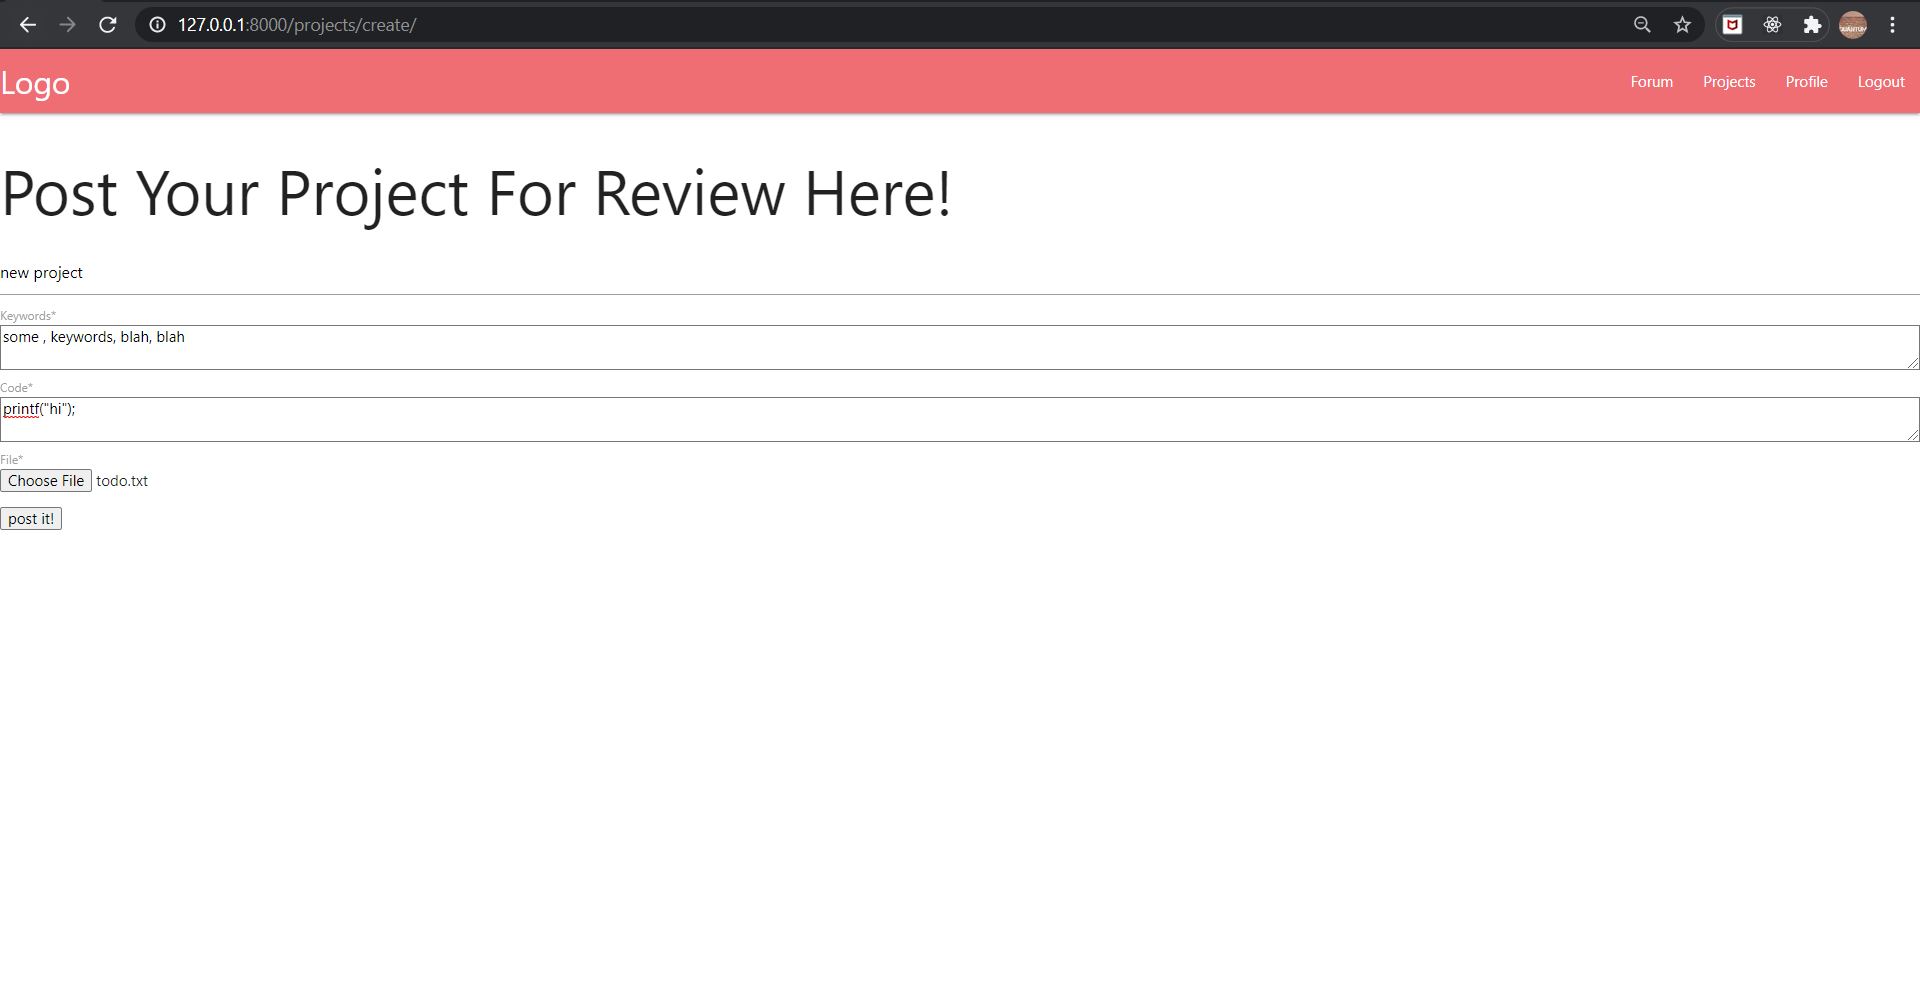 127.0.0.1:8000/projects/create/
Logo
Forum Projects Profile Logout
Post Your Project For Review Here!
new project
Keywords*
some , keywords, blah, blah
Code*
printf("hi");
File*
Choose File todo.txt
post it!